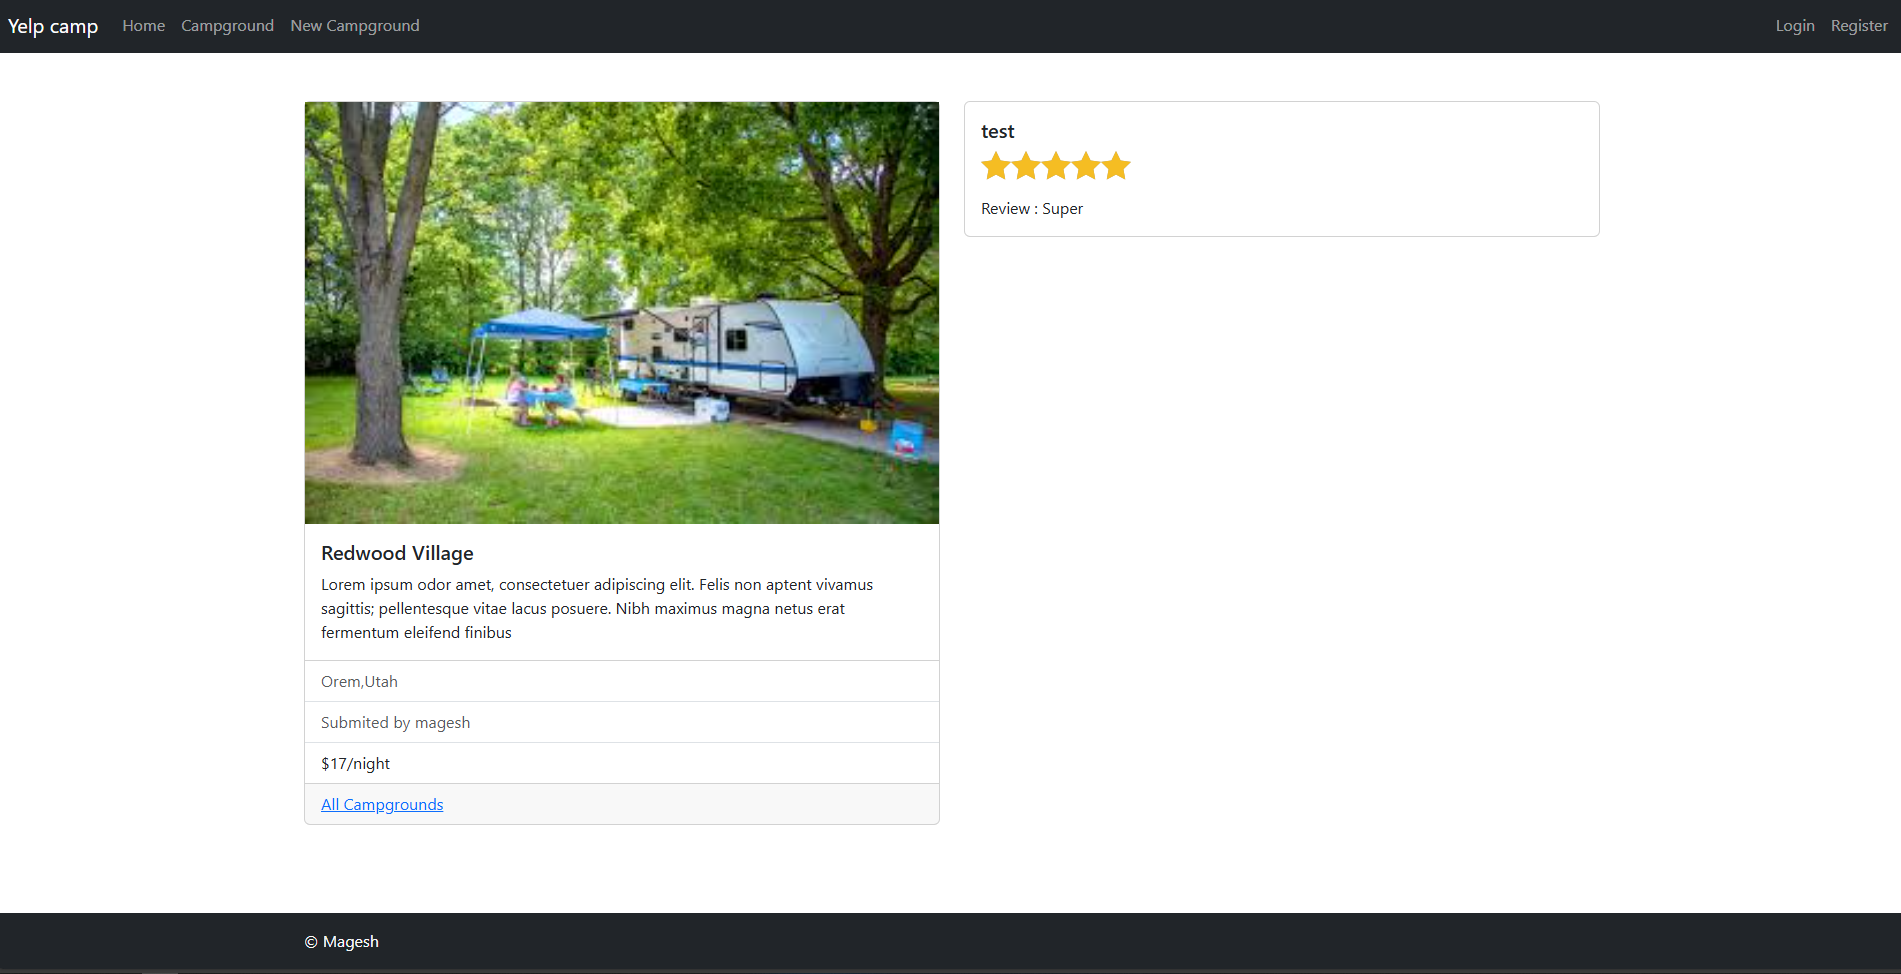 Yelp camp Home Campground New Campground Login Register
Redwood Village
Lorem ipsum odor amet, consectetuer adipiscing elit. Felis non aptent vivamus
sagittis; pellentesque vitae lacus posuere. Nibh maximus magna netus erat
fermentum eleifend finibus
Orem,Utah
Submited by magesh
$17/night
All Campgrounds
test
Review : Super
© Magesh